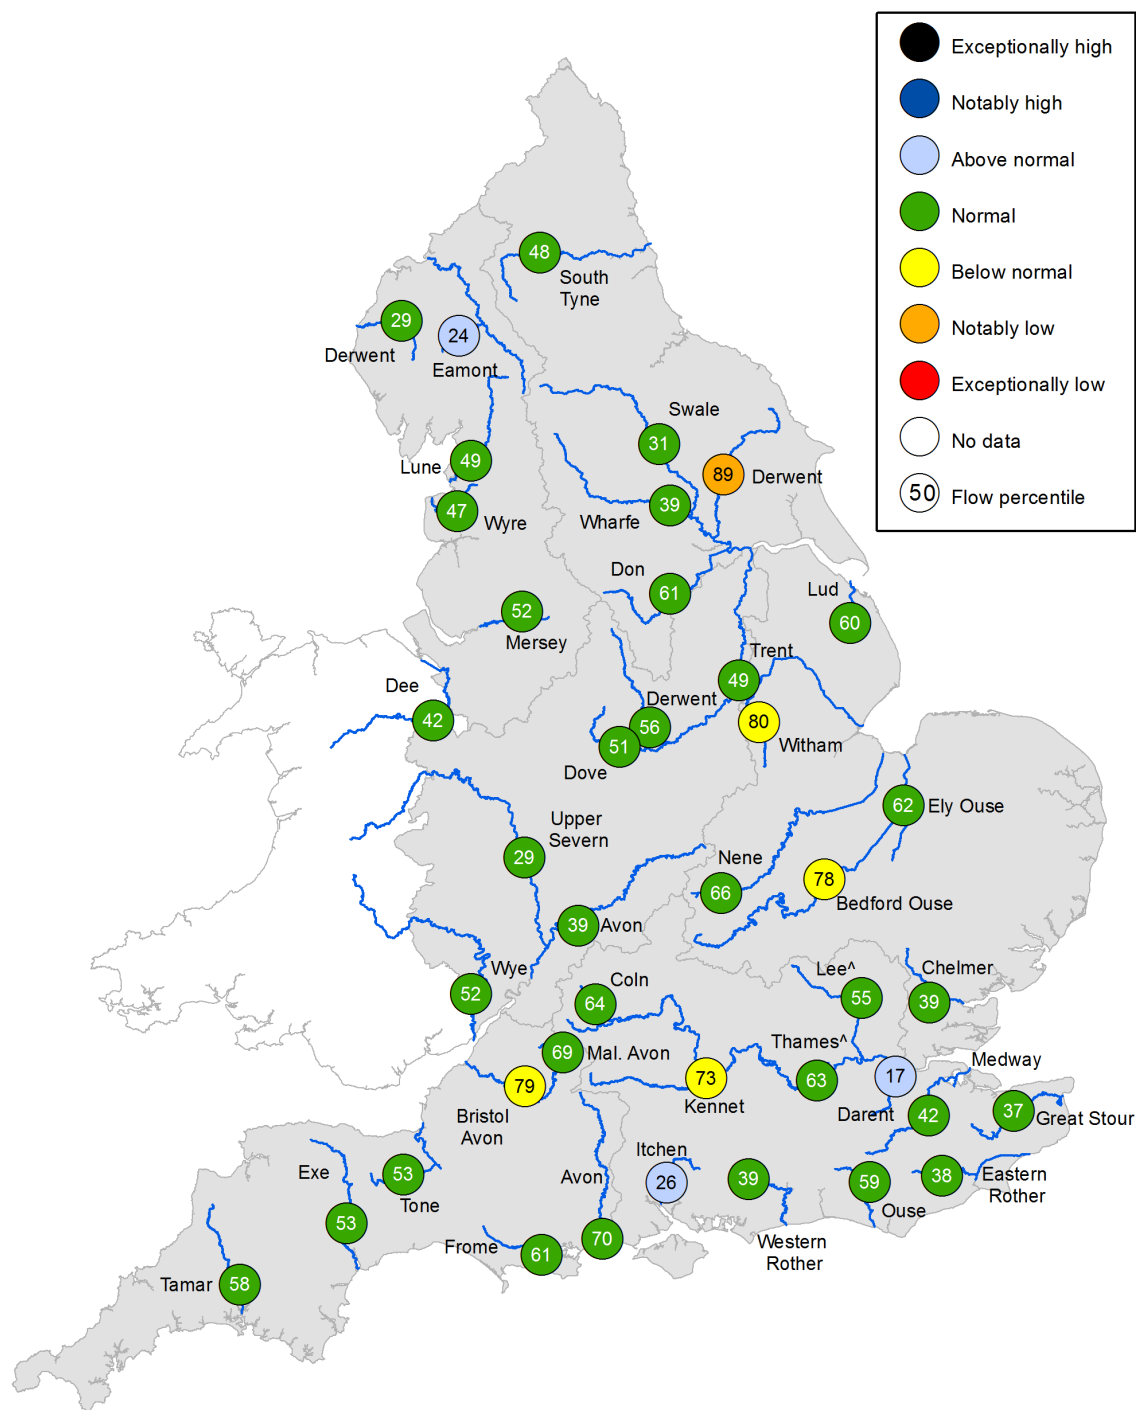 Exceptionally high
Notably high
Above normal
Normal
Below normal
Notably low
Exceptionally low
No data
50 Flow percentile
48
South
Tyne
29
Derwent
24
Eamont
Swale
31
Lune
49
89
Derwent
47
Wyre
39
Wharfe
Don
61
Lud
60
52
Mersey
Trent
49
Dee
42
Derwent
56
51
Dove
80
Witham
62
Ely Ouse
Upper
Severn
29
Nene
66
78
Bedford Ouse
39
Avon
Wye
52
Coln
64
Lee^
55
Chelmer
39
69
Mal. Avon
Thames^
63
17
Darent
Medway
42
37
Great Stour
79
Bristol
Avon
73
Kennet
Itchen
26
39
Western
Rother
59
Ouse
38
Eastern
Rother
Exe
53
53
Tone
Avon
70
Frome
61
Tamar
58